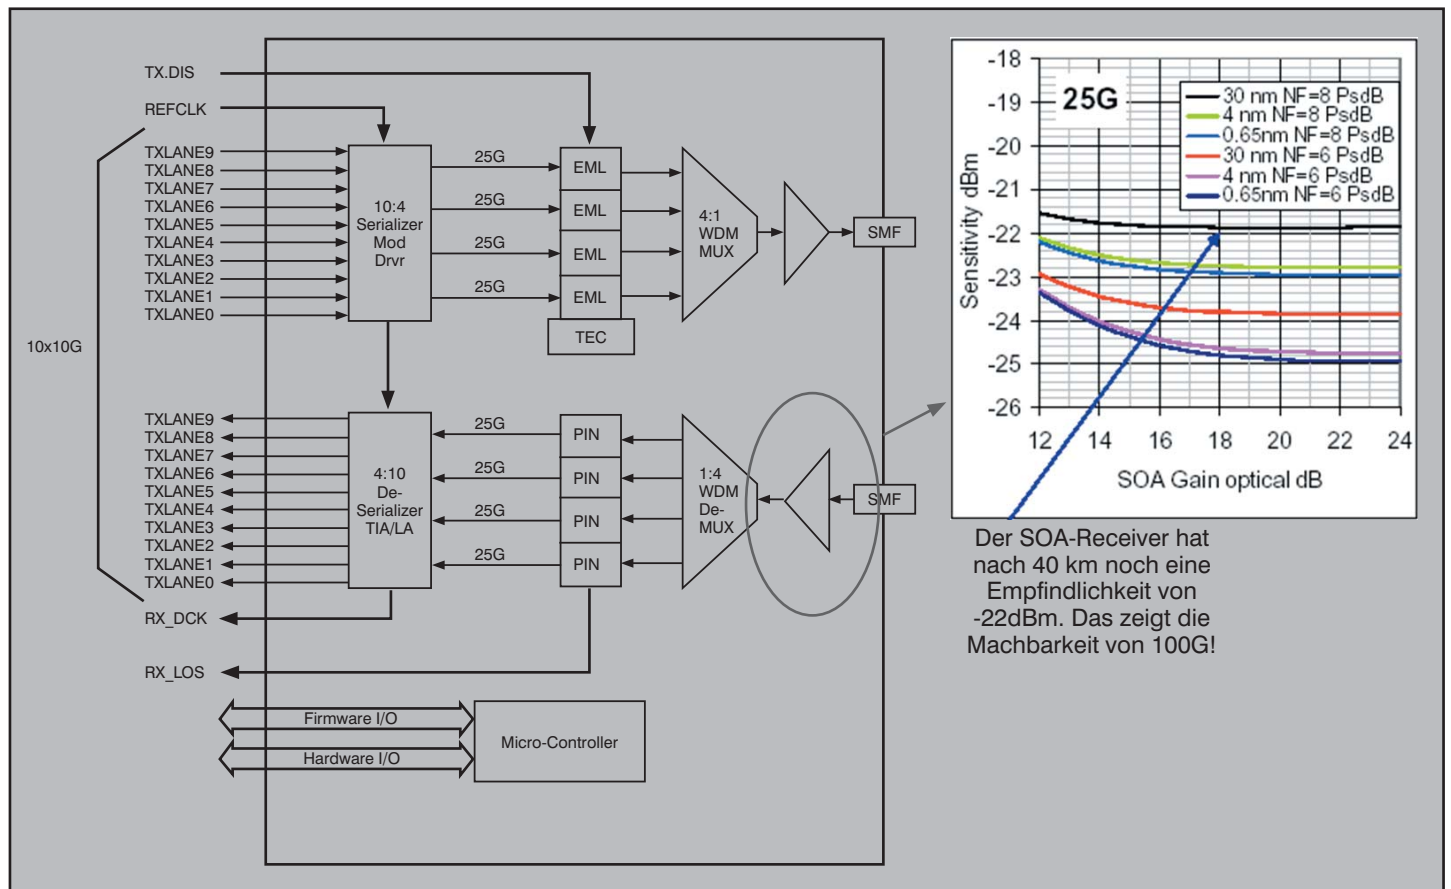 TX.DIS
REFCLK
TXLANE9
TXLANE8
TXLANE7
TXLANE6
TXLANE5
TXLANE4
TXLANE3
TXLANE2
TXLANE1
TXLANE0
10:4
Serializer
Mod
Drvr
25G
25G
25G
25G
EML
EML
EML
EML
TEC
4:1
WDM
MUX
SMF
10x10G
TXLANE9
TXLANE8
TXLANE7
TXLANE6
TXLANE5
TXLANE4
TXLANE3
TXLANE2
TXLANE1
TXLANE0
4:10
De-
Serializer
TIA/LA
25G
25G
25G
25G
PIN
PIN
PIN
PIN
1:4
WDM
De-
MUX
SMF
RX_DCK
RX_LOS
Firmware I/O
Hardware I/O
Micro-Controller
25G
30 nm NF=8 PsdB
4 nm NF=8 PsdB
0.65nm NF=8 PsdB
30 nm NF=6 PsdB
4 nm NF=6 PsdB
0.65nm NF=6 PsdB
Sensitivity dBm
-18
-19
-20
-21
-22
-23
-24
-25
-26
12 14 16 18 20 22 24
SOA Gain optical dB
Der SOA-Receiver hat
nach 40 km noch eine
Empfindlichkeit von
-22dBm. Das zeigt die
Machbarkeit von 100G!